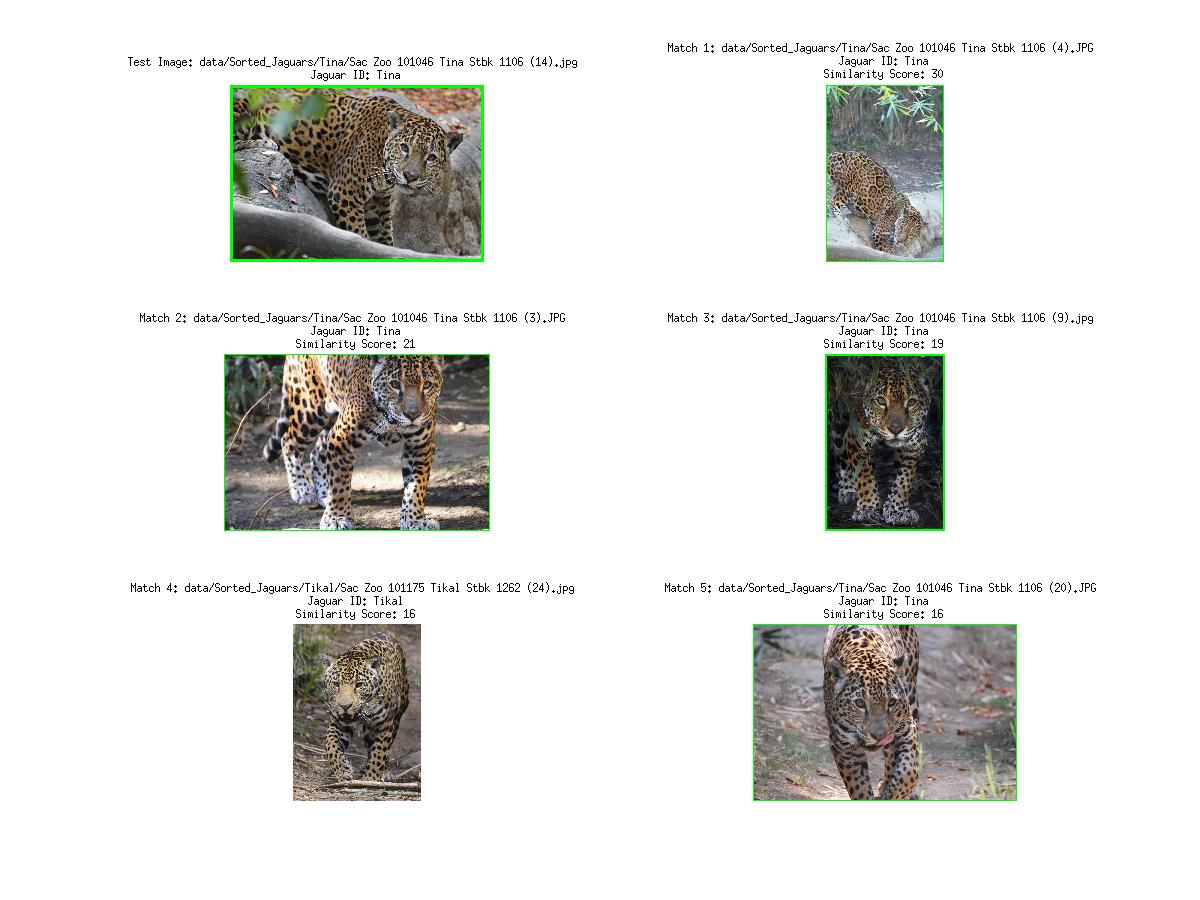 Test Image: data/Sorted_Jaguars/Tina/Sac Zoo 101046 Tina Stbk 1106 (14).jpg
Jaguar ID: Tina
Match 1: data/Sorted_Jaguars/Tina/Sac Zoo 101046 Tina Stbk 1106 (4).JPG
Jaguar ID: Tina
Similarity Score: 30
Match 2: data/Sorted_Jaguars/Tina/Sac Zoo 101046 Tina Stbk 1106 (3).JPG
Jaguar ID: Tina
Similarity Score: 21
Match 3: data/Sorted_Jaguars/Tina/Sac Zoo 101046 Tina Stbk 1106 (9).jpg
Jaguar ID: Tina
Similarity Score: 19
Match 4: data/Sorted_Jaguars/Tikal/Sac Zoo 101175 Tikal Stbk 1262 (24).jpg
Jaguar ID: Tikal
Similarity Score: 16
Match 5: data/Sorted_Jaguars/Tina/Sac Zoo 101046 Tina Stbk 1106 (20).JPG
Jaguar ID: Tina
Similarity Score: 16